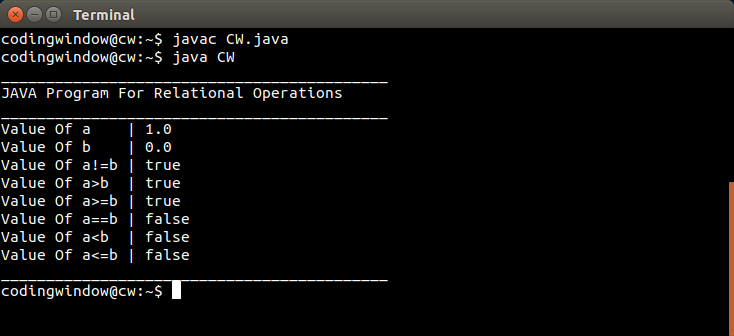 Terminal
codingwindow@cw:~$ javac CW.java
codingwindow@cw:~$ java CW
___________________________________________
JAVA Program For Relational Operations
___________________________________________
Value Of a    | 1.0
Value Of b    | 0.0
Value Of a!=b | true
Value Of a>b  | true
Value Of a>=b | true
Value Of a==b | false
Value Of a<b  | false
Value Of a<=b | false
___________________________________________
codingwindow@cw:~$